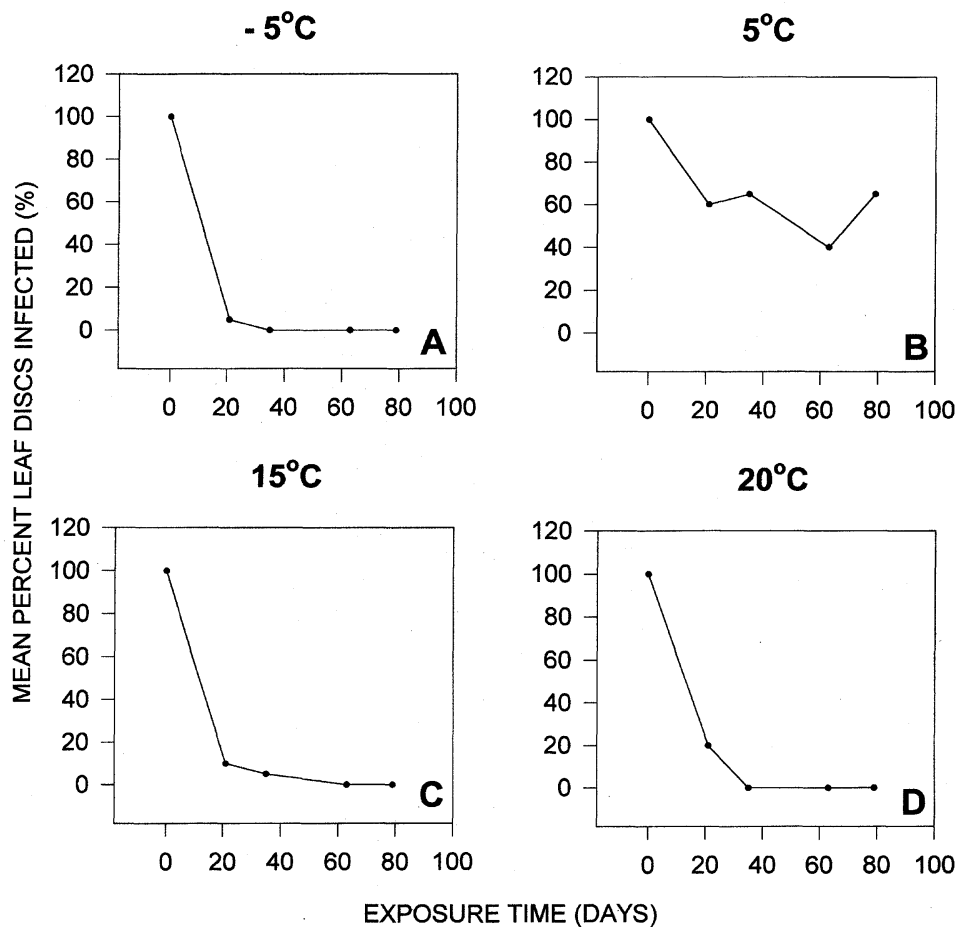 - 5°C
5°C
120
100
80
60
40
20
0
A
0 20 40 60 80 100
120
100
80
60
40
20
0
B
0 20 40 60 80 100
15°C
20°C
120
100
80
60
40
20
0
C
0 20 40 60 80 100
120
100
80
60
40
20
0
D
0 20 40 60 80 100
MEAN PERCENT LEAF DISCS INFECTED (%)
EXPOSURE TIME (DAYS)